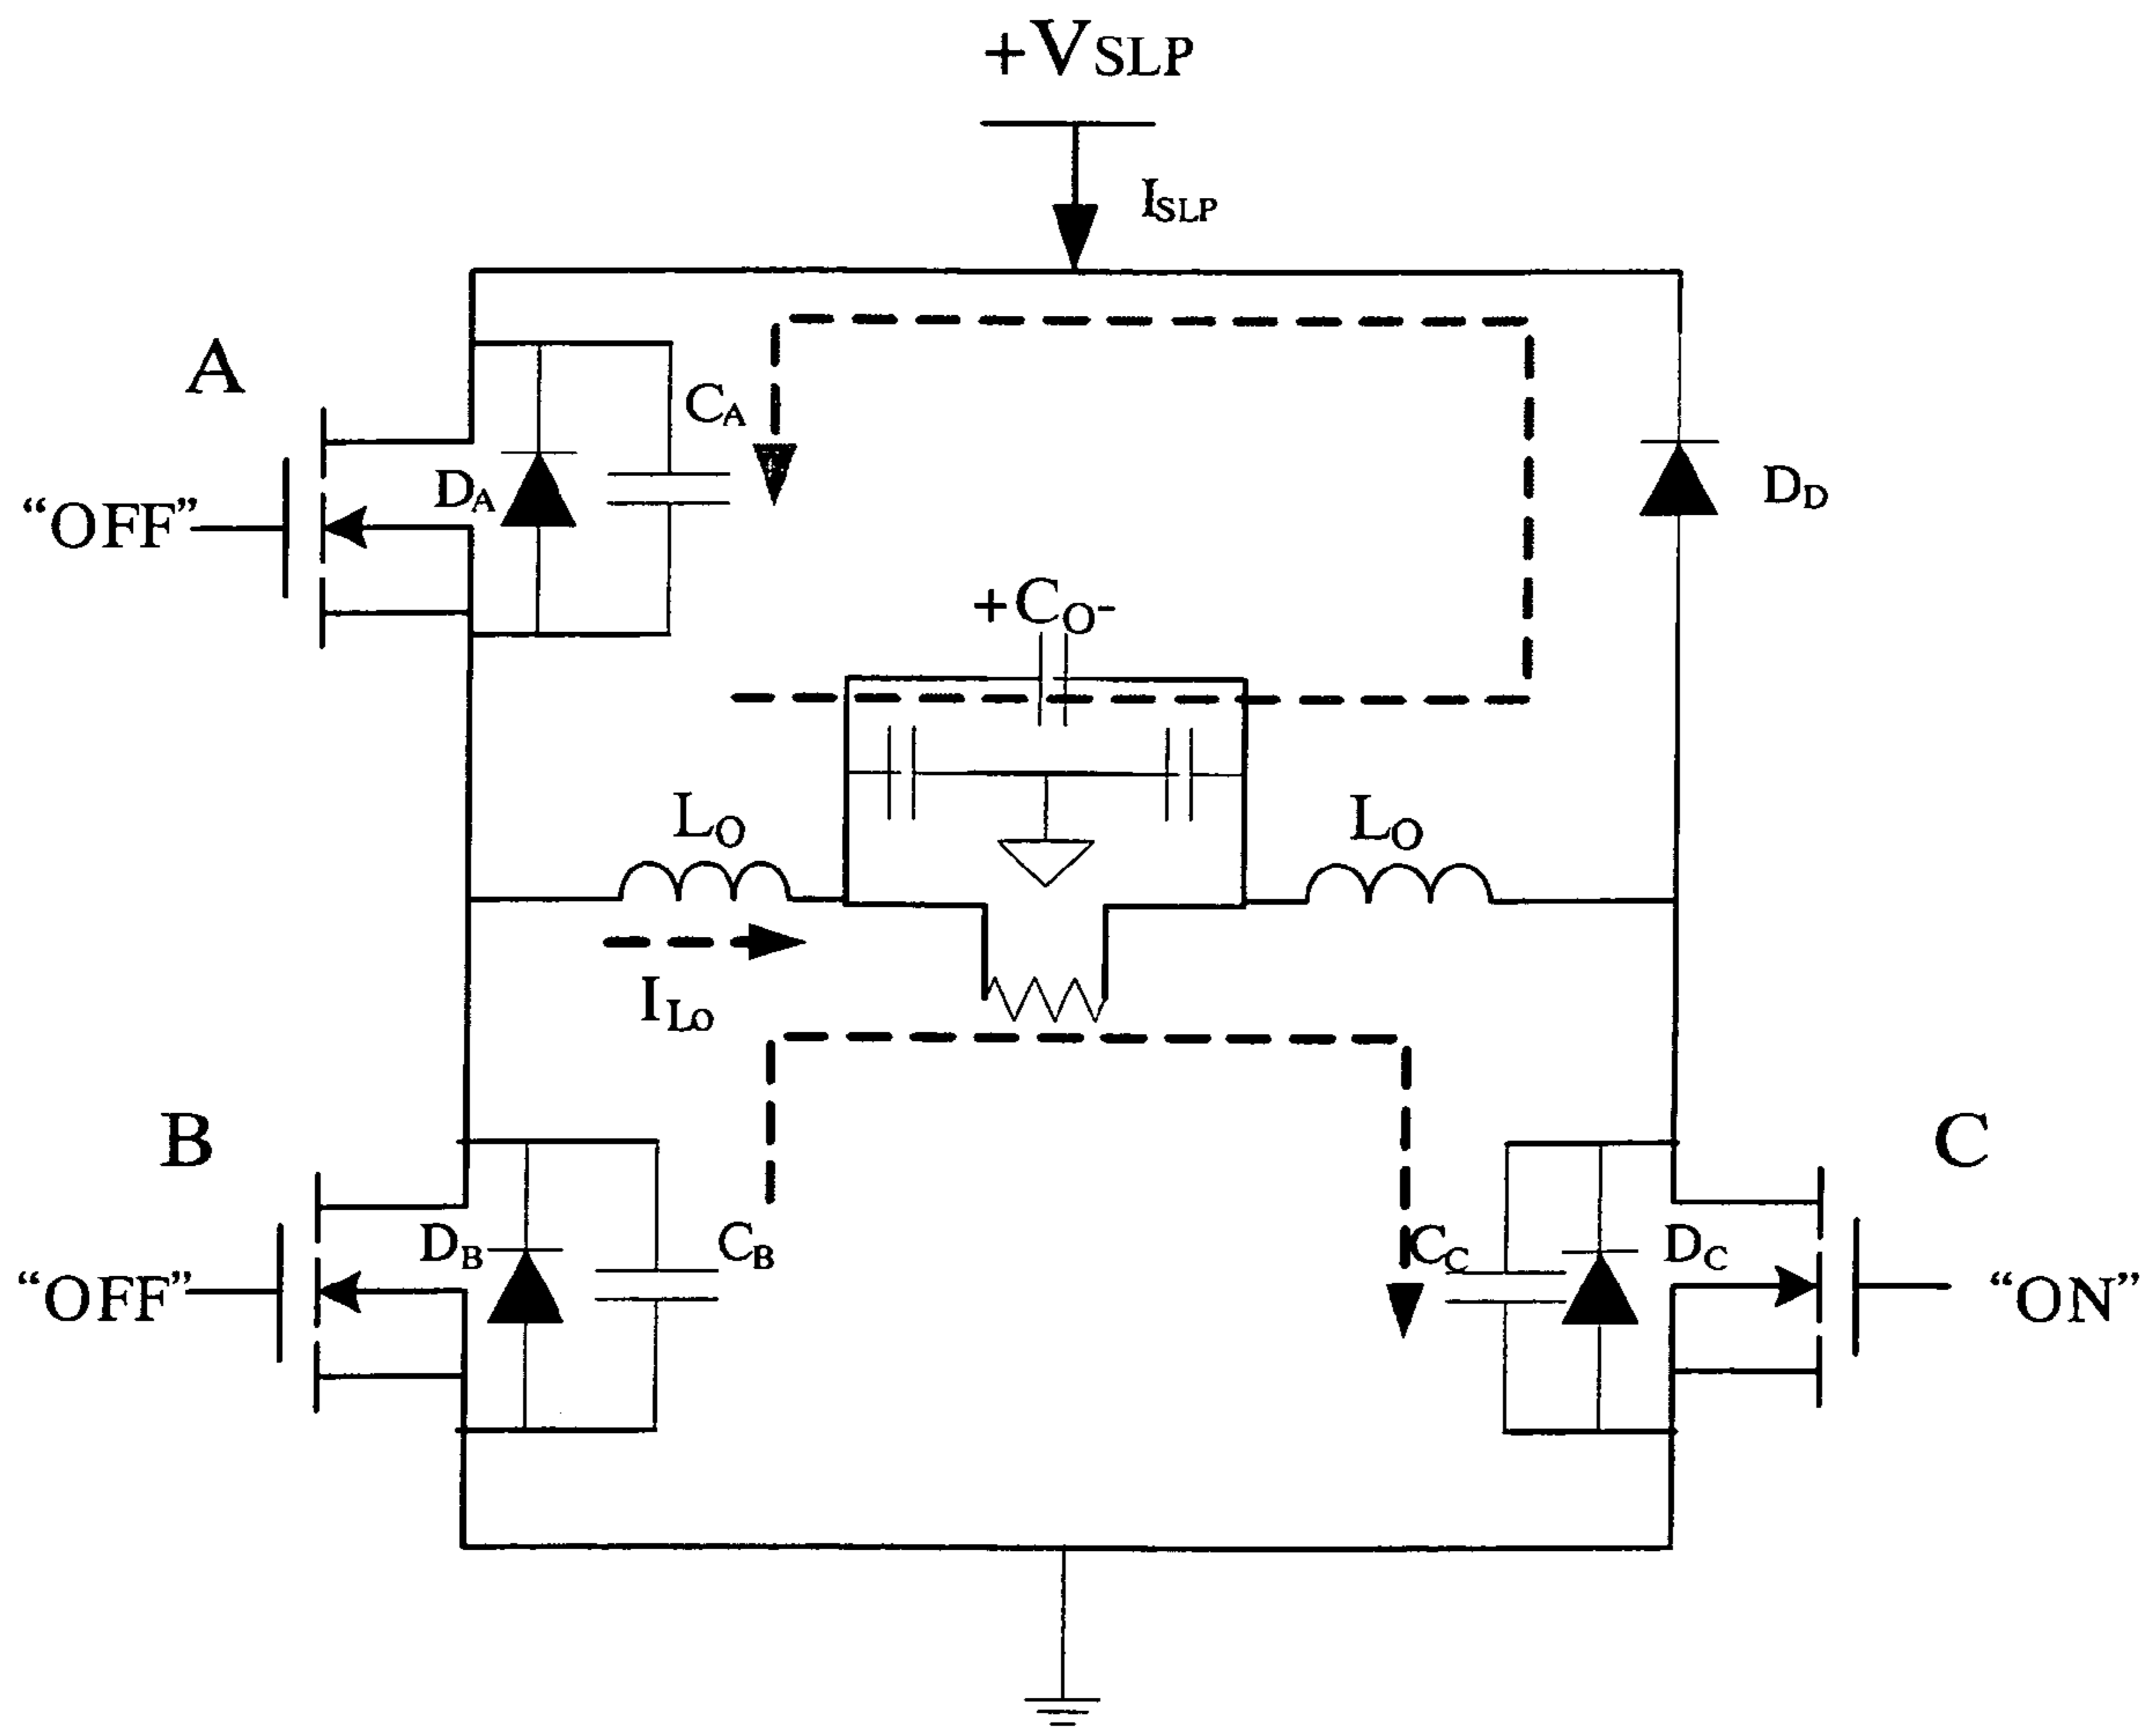 +VSLP
ISLP
A
CA
DA
“OFF”
DD
+CO-
LO
LO
ILO
B
C
DB
CB
CC
DC
“OFF”
“ON”